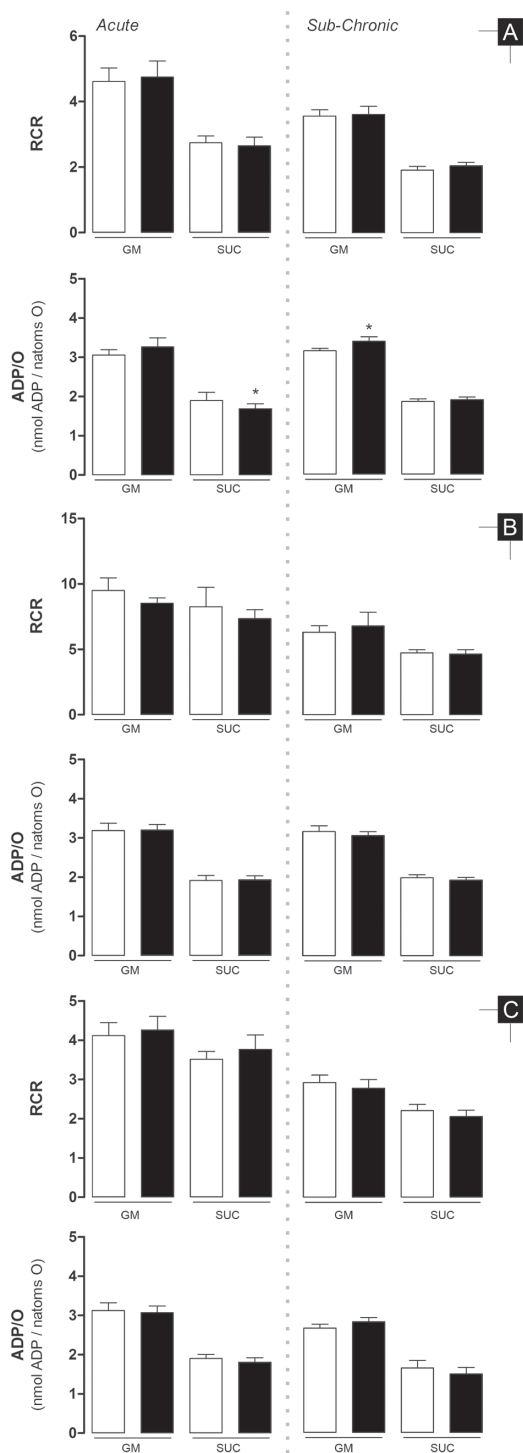 Acute
Sub-Chronic
A
RCR
6
4
2
0
GM
SUC
GM
SUC
ADP/O
(nmol ADP / natoms O)
5
4
3
2
1
0
*
*
GM
SUC
GM
SUC
B
RCR
15
10
5
0
GM
SUC
GM
SUC
ADP/O
(nmol ADP / natoms O)
5
4
3
2
1
0
GM
SUC
GM
SUC
C
RCR
5
4
3
2
1
0
GM
SUC
GM
SUC
ADP/O
(nmol ADP / natoms O)
5
4
3
2
1
0
GM
SUC
GM
SUC